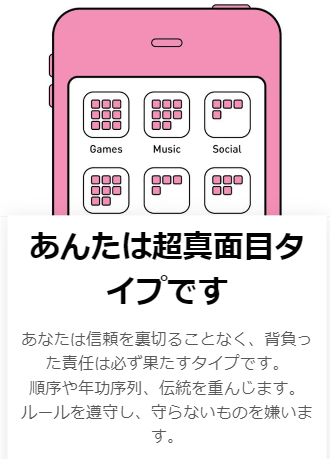 Games Music Social
あんたは超真面目タ
イプです
あなたは信頼を裏切ることなく、背負っ
た責任は必ず果たすタイプです。
順序や年功序列、伝統を重んじます。
ルールを遵守し、守らないものを嫌いま
す。